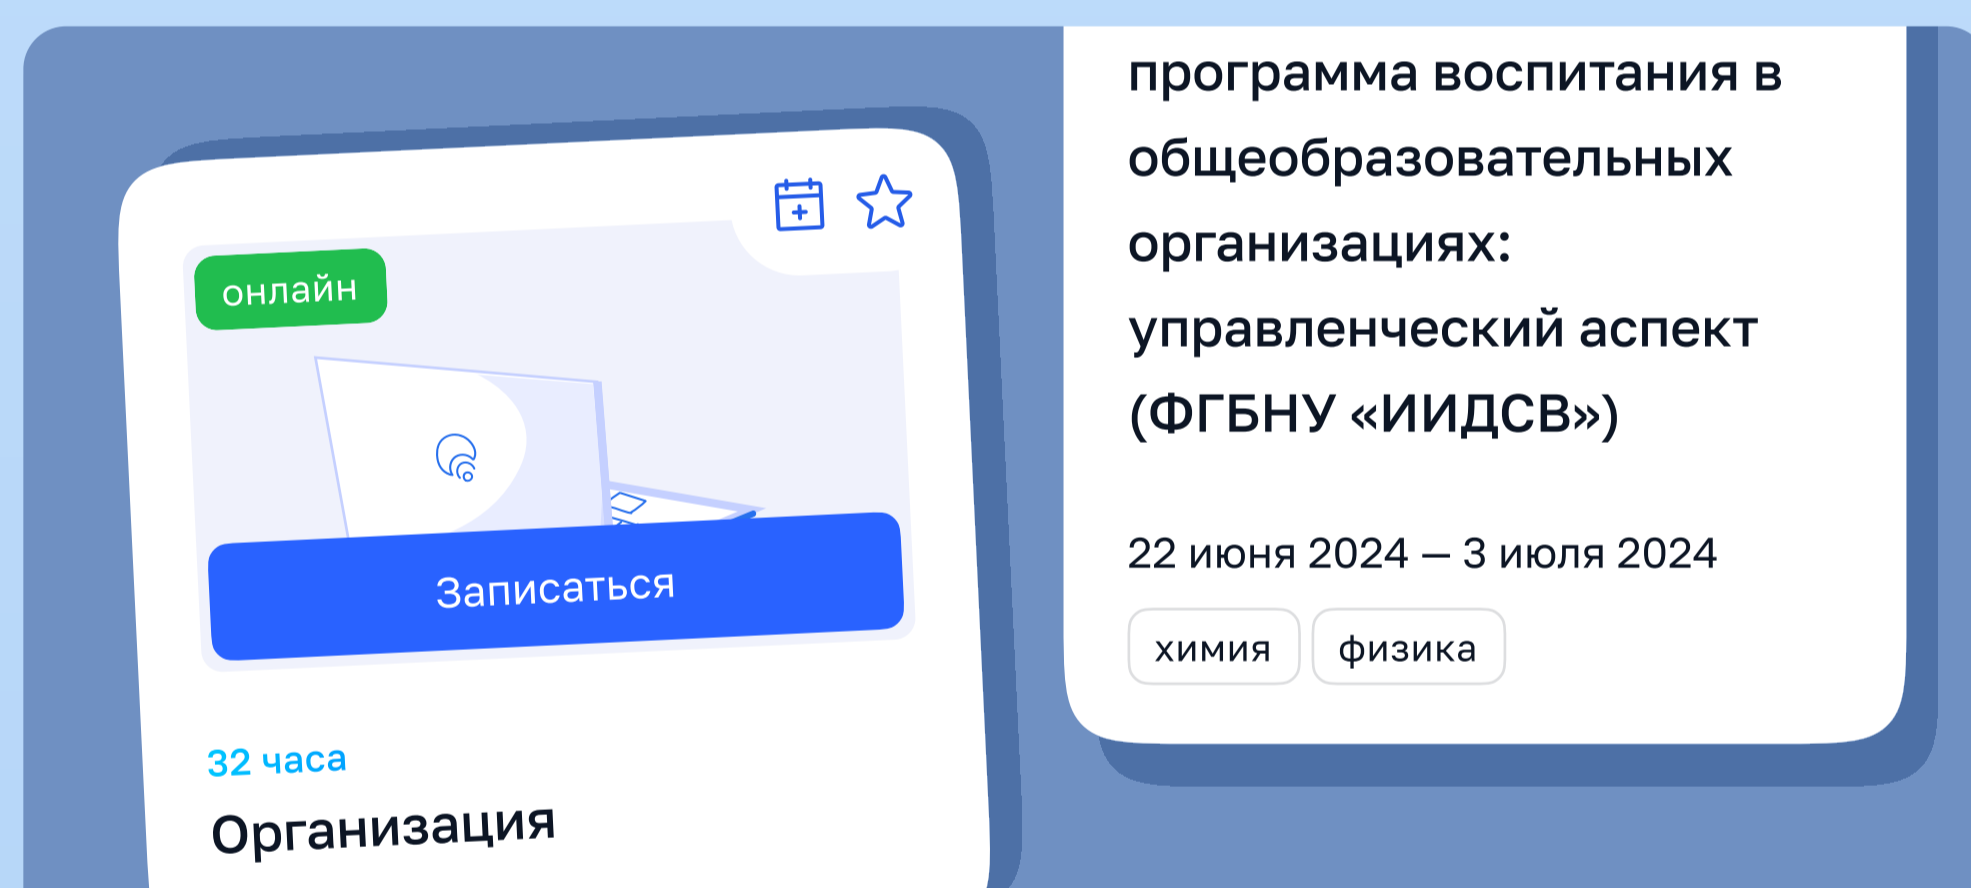 онлайн
Записаться
32 часа
Организация
программа воспитания в
общеобразовательных
организациях:
управленческий аспект
(ФГБНУ «ИИДСВ»)
22 июня 2024 — 3 июля 2024
химия
физика